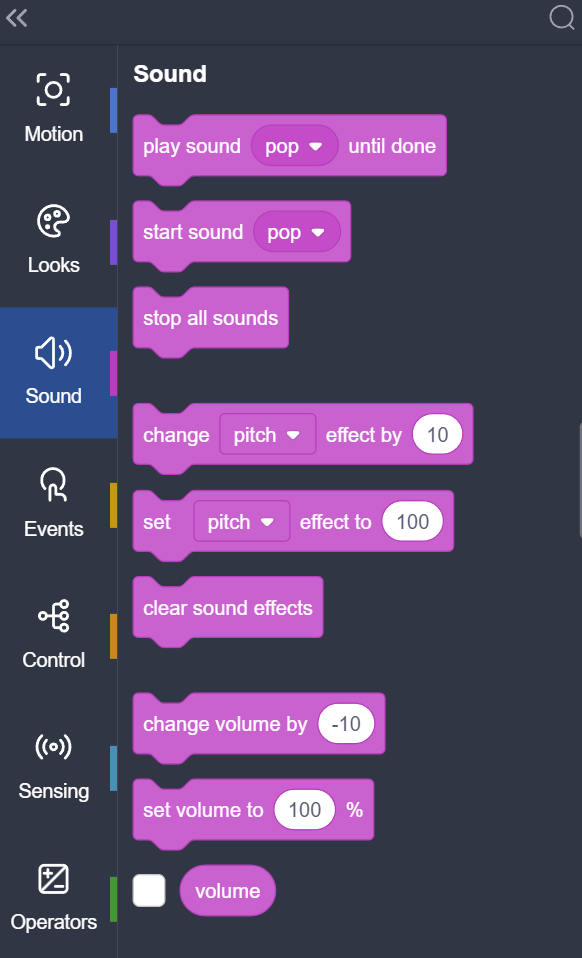 Sound
Motion
Looks
Sound
Events
Control
Sensing
Operators
play sound pop until done
start sound pop
stop all sounds
change pitch effect by 10
set pitch effect to 100
clear sound effects
change volume by -10
set volume to 100 %
volume